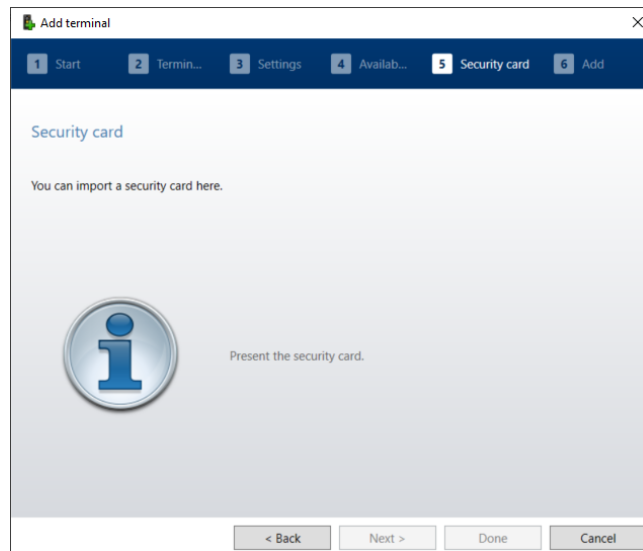 Add terminal
1 Start 2 Termin... 3 Settings 4 Availab... 5 Security card 6 Add
Security card
You can import a security card here.
Present the security card.
< Back Next > Done Cancel